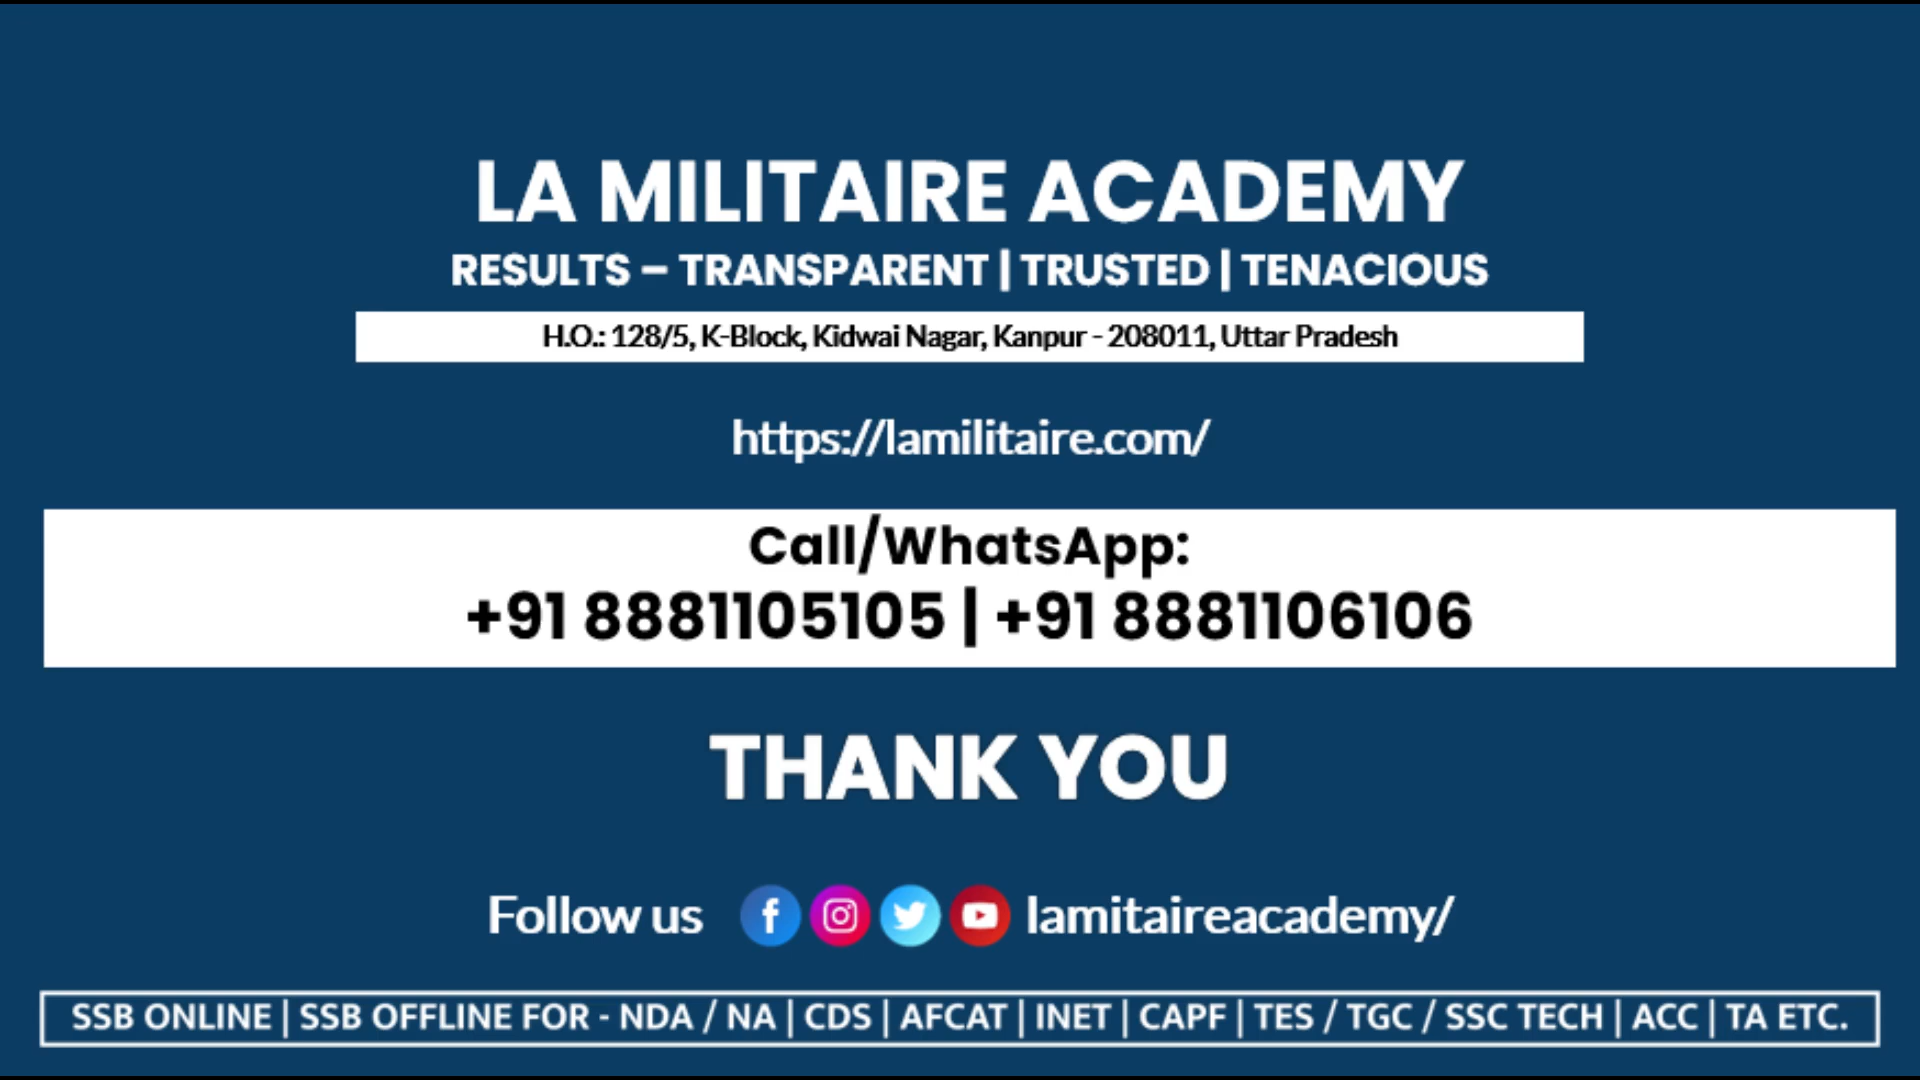 LA MILITAIRE ACADEMY
RESULTS – TRANSPARENT | TRUSTED | TENACIOUS
H.O.: 128/5, K-Block, Kidwai Nagar, Kanpur - 208011, Uttar Pradesh
https://lamilitaire.com/
Call/WhatsApp:
+91 8881105105 | +91 8881106106
THANK YOU
Follow us lamitaireacademy/
SSB ONLINE | SSB OFFLINE FOR - NDA / NA | CDS | AFCAT | INET | CAPF | TES / TGC / SSC TECH | ACC | TA ETC.